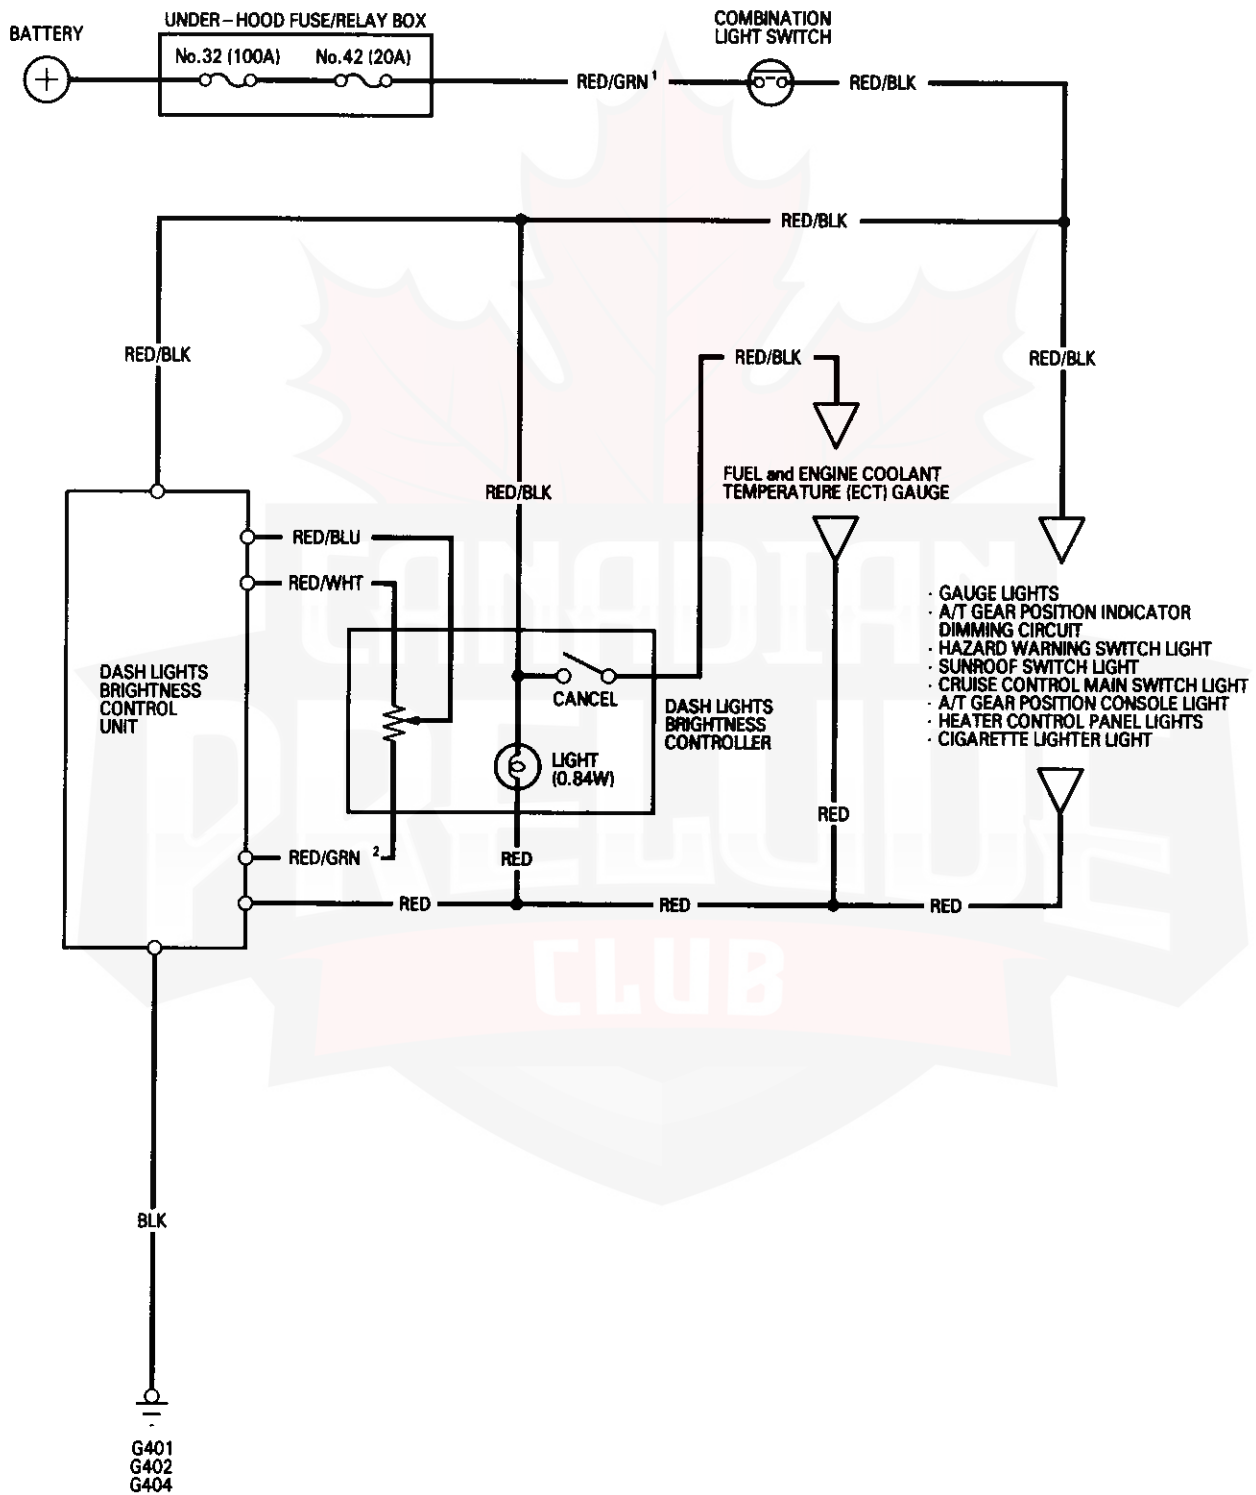 BATTERY
UNDER-HOOD FUSE/RELAY BOX
No.32 (100A) No.42 (20A)
RED/GRN 1
COMBINATION
LIGHT SWITCH
RED/BLK
RED/BLK
RED/BLK
RED/BLK
RED/BLK
FUEL and ENGINE COOLANT
TEMPERATURE (ECT) GAUGE
RED/BLK
RED/BLU
RED/WHT
DASH LIGHTS
BRIGHTNESS
CONTROL
UNIT
CANCEL
LIGHT
(0.84W)
DASH LIGHTS
BRIGHTNESS
CONTROLLER
· GAUGE LIGHTS
· A/T GEAR POSITION INDICATOR
DIMMING CIRCUIT
· HAZARD WARNING SWITCH LIGHT
· SUNROOF SWITCH LIGHT
· CRUISE CONTROL MAIN SWITCH LIGHT
· A/T GEAR POSITION CONSOLE LIGHT
· HEATER CONTROL PANEL LIGHTS
· CIGARETTE LIGHTER LIGHT
RED
RED/GRN 2
RED
RED
RED
RED
BLK
G401
G402
G404
CANADIAN
PRELUDE
CLUB